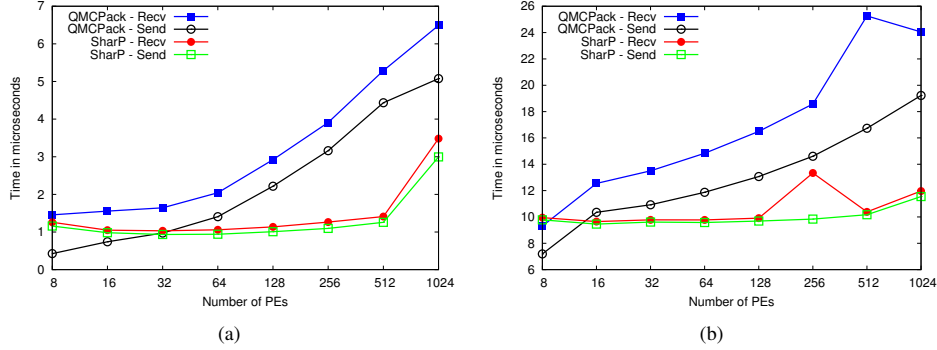 7
6
5
4
3
2
1
0
Time in microseconds
QMCPack - Recv
QMCPack - Send
SharP - Recv
SharP - Send
8 16 32 64 128 256 512 1024
Number of PEs
(a)
26
24
22
20
18
16
14
12
10
8
6
Time in microseconds
QMCPack - Recv
QMCPack - Send
SharP - Recv
SharP - Send
8 16 32 64 128 256 512 1024
Number of PEs
(b)